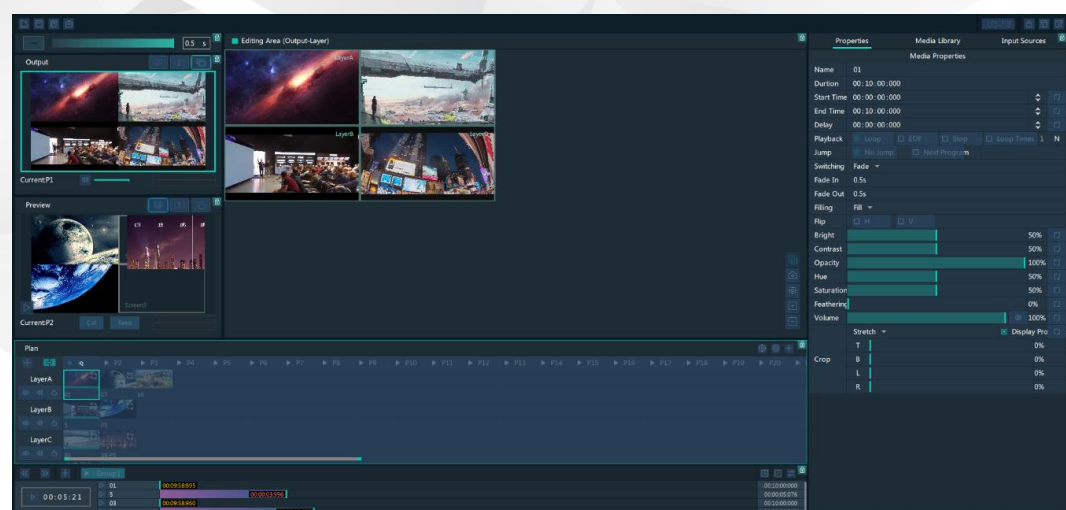 0.5 s
Editing Area (Output-Layer)
Output
LayerA
LayerB
Current:P1
Preview
Screen3
Current:P2
Cut
Properties Media Library Input Sources
Media Properties
Name 01
Durtion 00:10:00:000
Start Time 00:00:00:000
End Time 00:10:00:000
Delay 00:00:00:000
Playback Loop EOF Stop Loop Times 1 N
Jump No Jump Next Program
Switching Fade
Fade In 0.5s
Fade Out 0.5s
Filling Fill
Flip H V
Bright 50%
Contrast 50%
Opacity 100%
Hue 50%
Saturation 50%
Feathering 0%
Volume 100%
Stretch Display Pro
T 0%
Crop B 0%
L 0%
R 0%
Plan
P2 P3 P4 P5 P6 P7 P8 P9 P10 P11 P12 P13 P14 P15 P16 P17 P18 P19 P20
LayerA
LayerB
LayerC
Group1
01 00:09:58:895 00:10:00:000
00:05:21
5 00:00:03:996 00:00:05:076
03 00:09:58:960 00:10:00:000